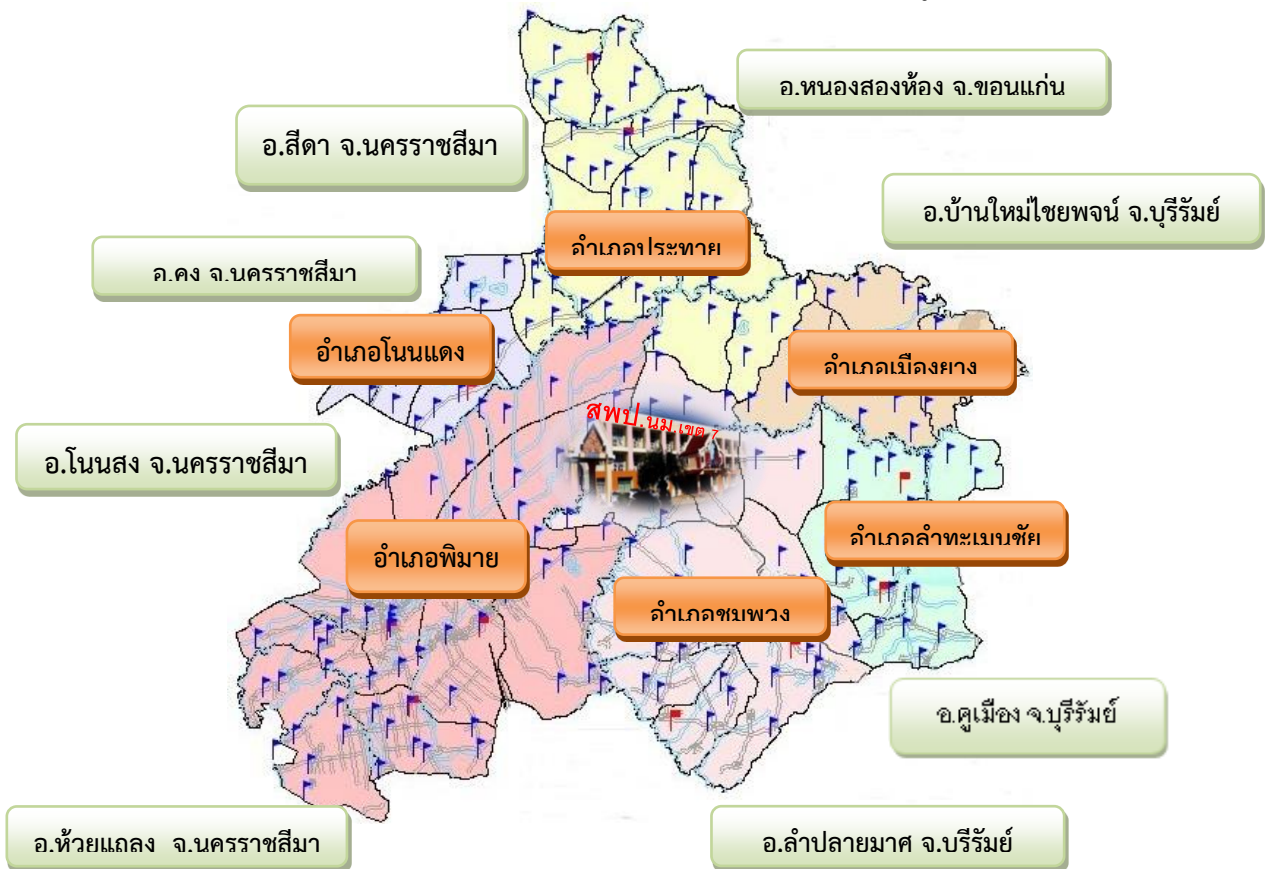 อ.หนองสองห้อง จ.ขอนแก่น
อ.สีดา จ.นครราชสีมา
อ.บ้านใหม่ไชยพจน์ จ.บุรีรัมย์
อำเภอประทาย
อ.คง จ.นครราชสีมา
อำเภอโนนแดง
อำเภอเมืองยาง
สพป.นม.เขต 7
อ.โนนสง จ.นครราชสีมา
อำเภอลำทะเมนชัย
อำเภอพิมาย
อำเภอชุมพวง
อ.คูเมือง จ.บุรีรัมย์
อ.ห้วยแถลง จ.นครราชสีมา
อ.ลำปลายมาศ จ.บรีรัมย์